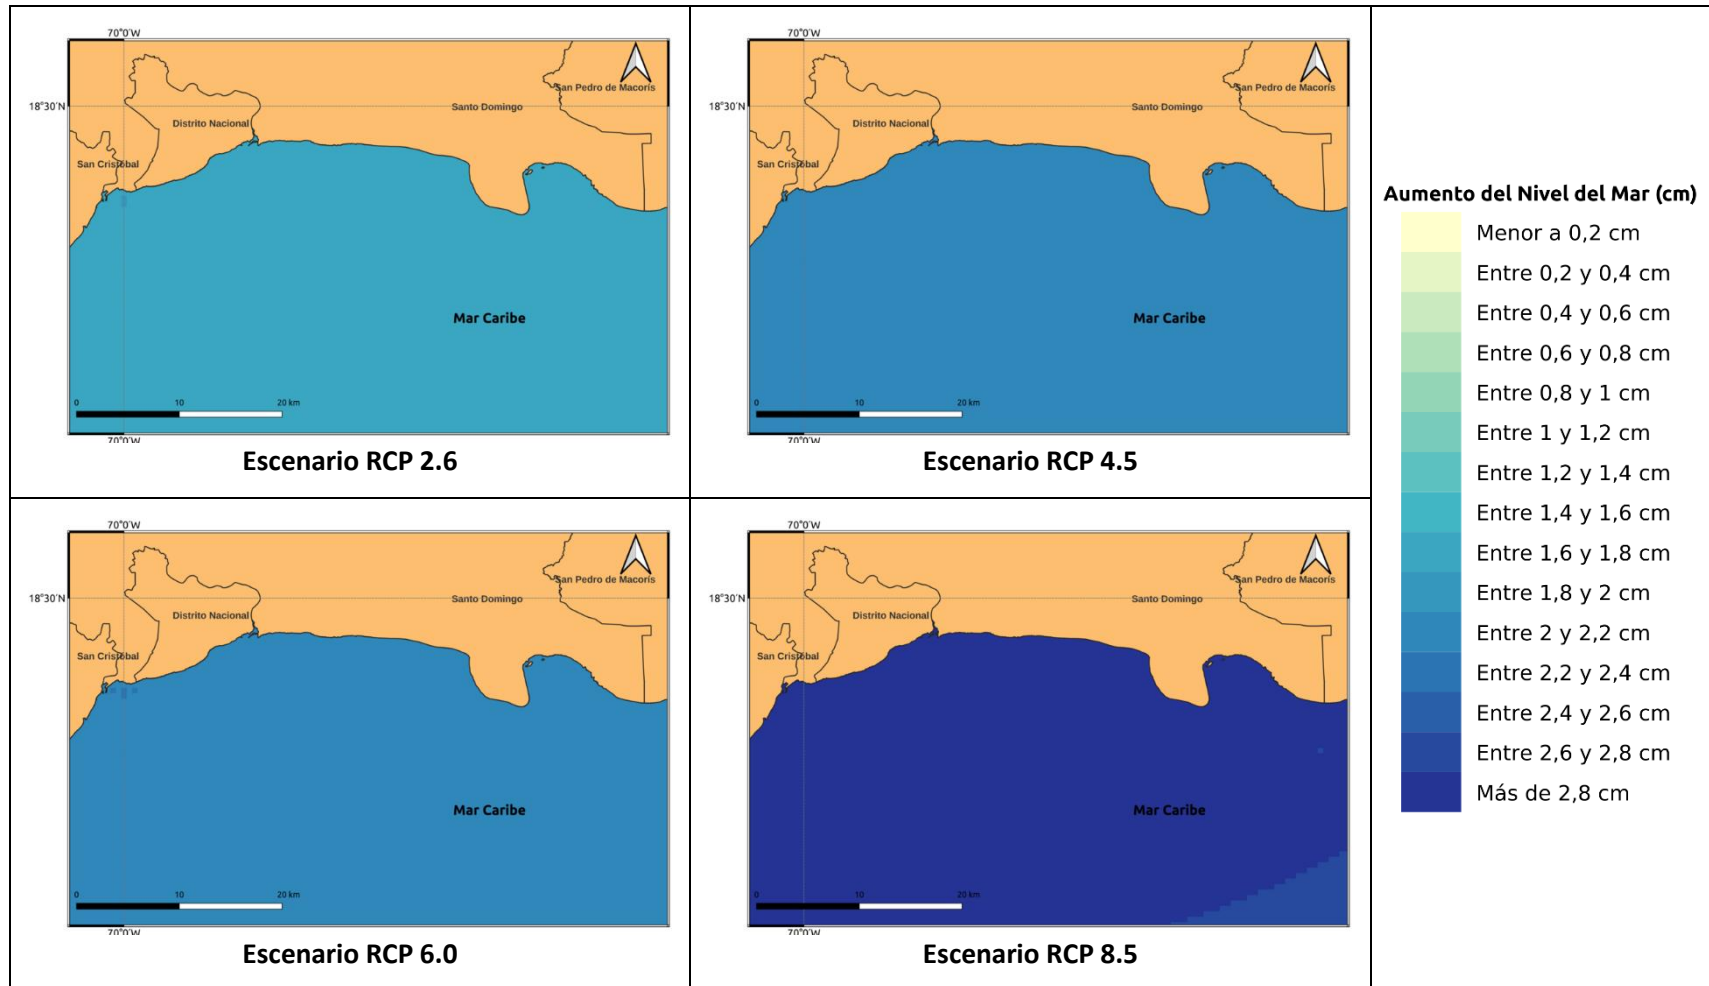 70°0'W
18°30'N
San Pedro de Macorís
Santo Domingo
Distrito Nacional
San Cristóbal
Mar Caribe
0 10 20 km
70°0'W
Escenario RCP 2.6
70°0'W
18°30'N
San Pedro de Macorís
Santo Domingo
Distrito Nacional
San Cristóbal
Mar Caribe
0 10 20 km
70°0'W
Escenario RCP 4.5
70°0'W
18°30'N
San Pedro de Macorís
Santo Domingo
Distrito Nacional
San Cristóbal
Mar Caribe
0 10 20 km
70°0'W
Escenario RCP 6.0
70°0'W
18°30'N
San Pedro de Macorís
Santo Domingo
Distrito Nacional
San Cristóbal
Mar Caribe
0 10 20 km
70°0'W
Escenario RCP 8.5
Aumento del Nivel del Mar (cm)
Menor a 0,2 cm
Entre 0,2 y 0,4 cm
Entre 0,4 y 0,6 cm
Entre 0,6 y 0,8 cm
Entre 0,8 y 1 cm
Entre 1 y 1,2 cm
Entre 1,2 y 1,4 cm
Entre 1,4 y 1,6 cm
Entre 1,6 y 1,8 cm
Entre 1,8 y 2 cm
Entre 2 y 2,2 cm
Entre 2,2 y 2,4 cm
Entre 2,4 y 2,6 cm
Entre 2,6 y 2,8 cm
Más de 2,8 cm